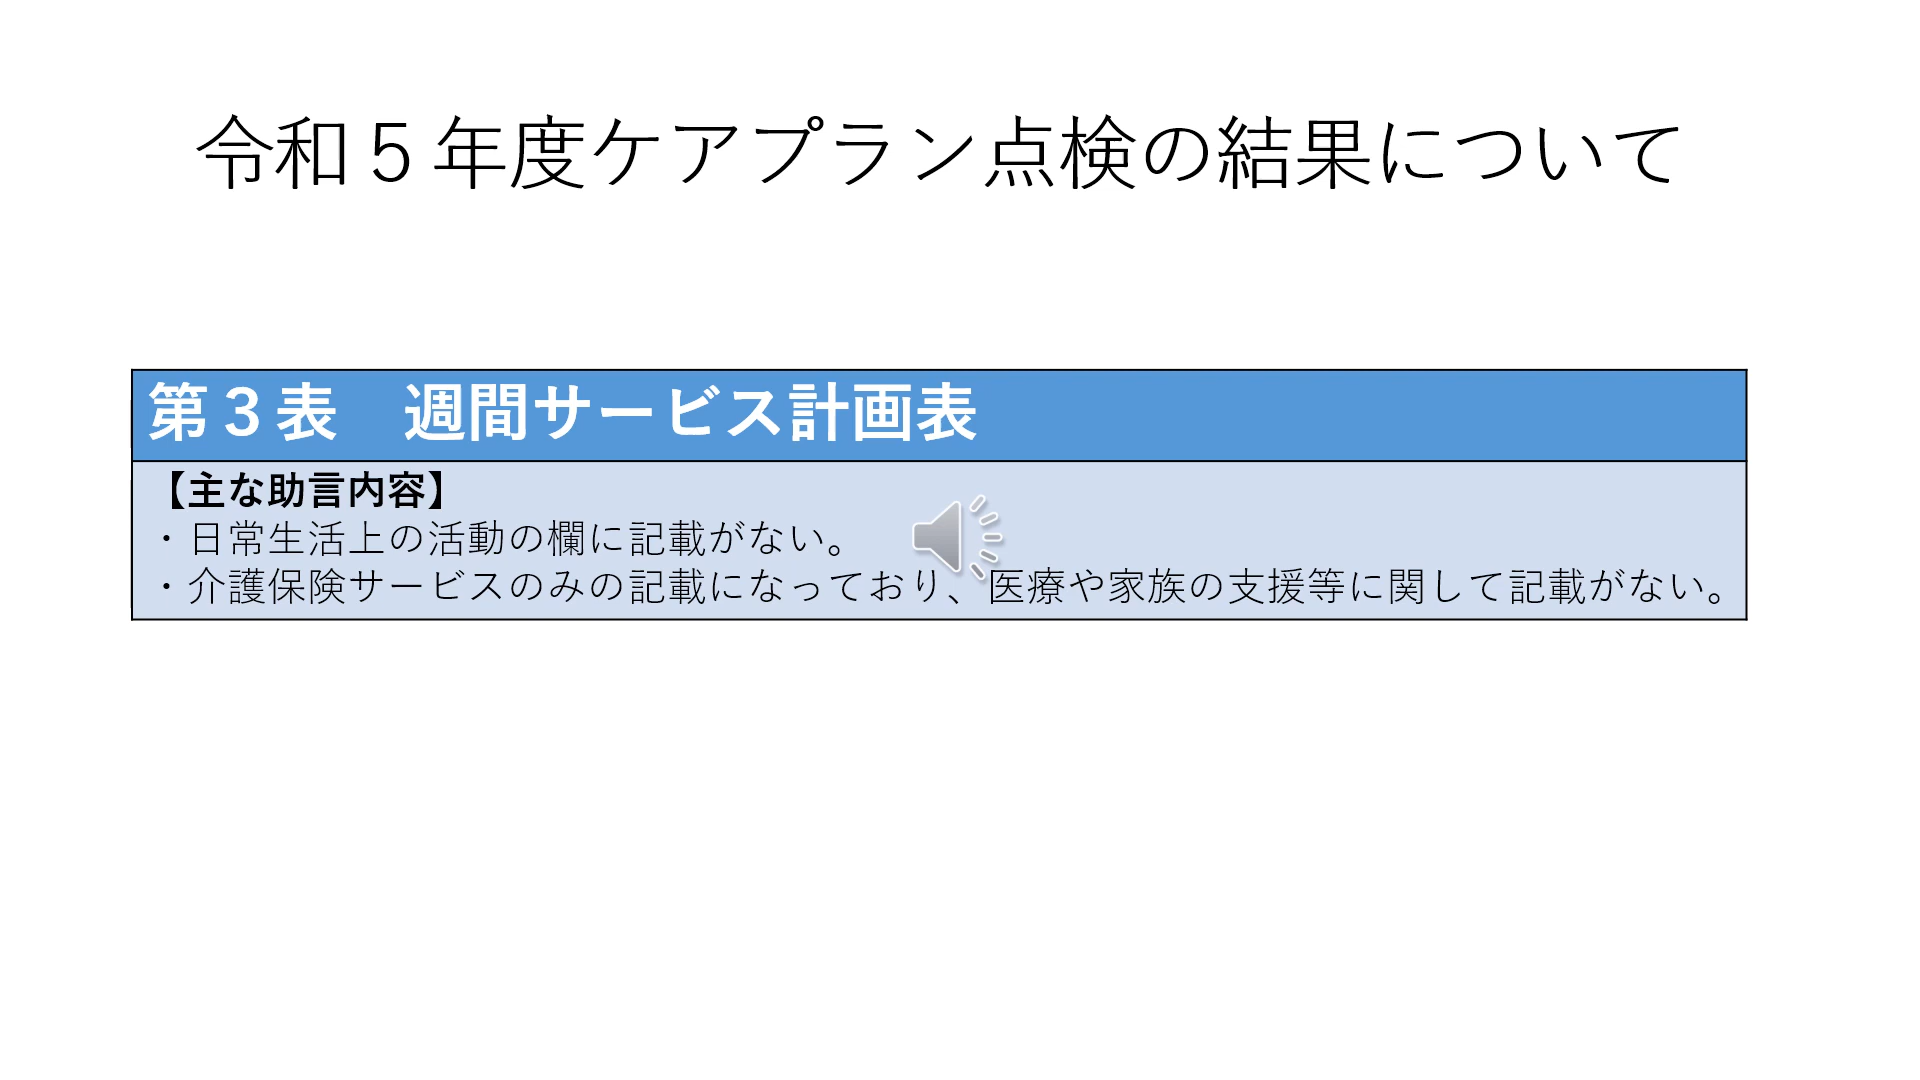 令和５年度ケアプラン点検の結果について
第３表　週間サービス計画表
【主な助言内容】
・日常生活上の活動の欄に記載がない。
・介護保険サービスのみの記載になっており、医療や家族の支援等に関して記載がない。